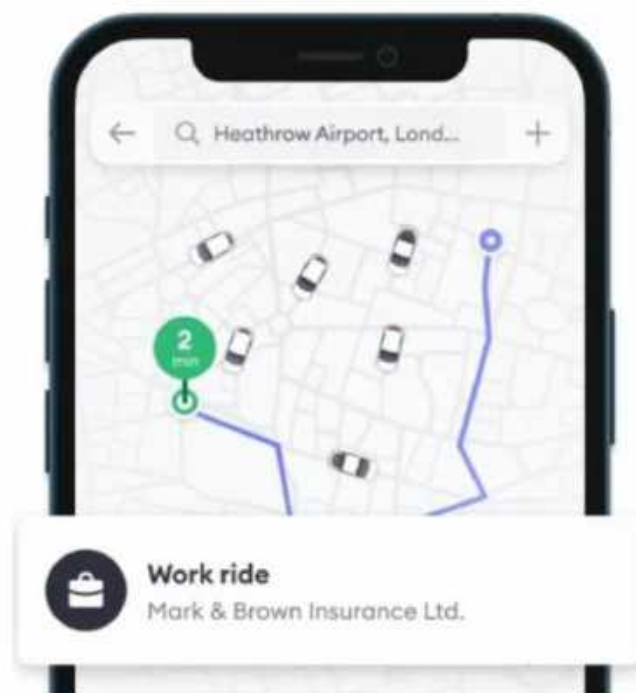 Heathrow Airport, Lond...
2
min
Work ride
Mark & Brown Insurance Ltd.